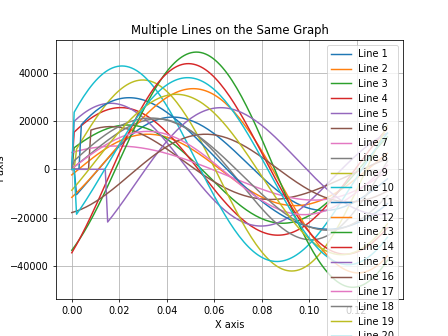 Multiple Lines on the Same Graph
Line 1
Line 2
Line 3
Line 4
Line 5
Line 6
Line 7
Line 8
Line 9
Line 10
Line 11
Line 12
Line 13
Line 14
Line 15
Line 16
Line 17
Line 18
Line 19
Line 20
40000
20000
0
−20000
−40000
axis
0.00
0.02
0.04
0.06
0.08
0.10
X axis